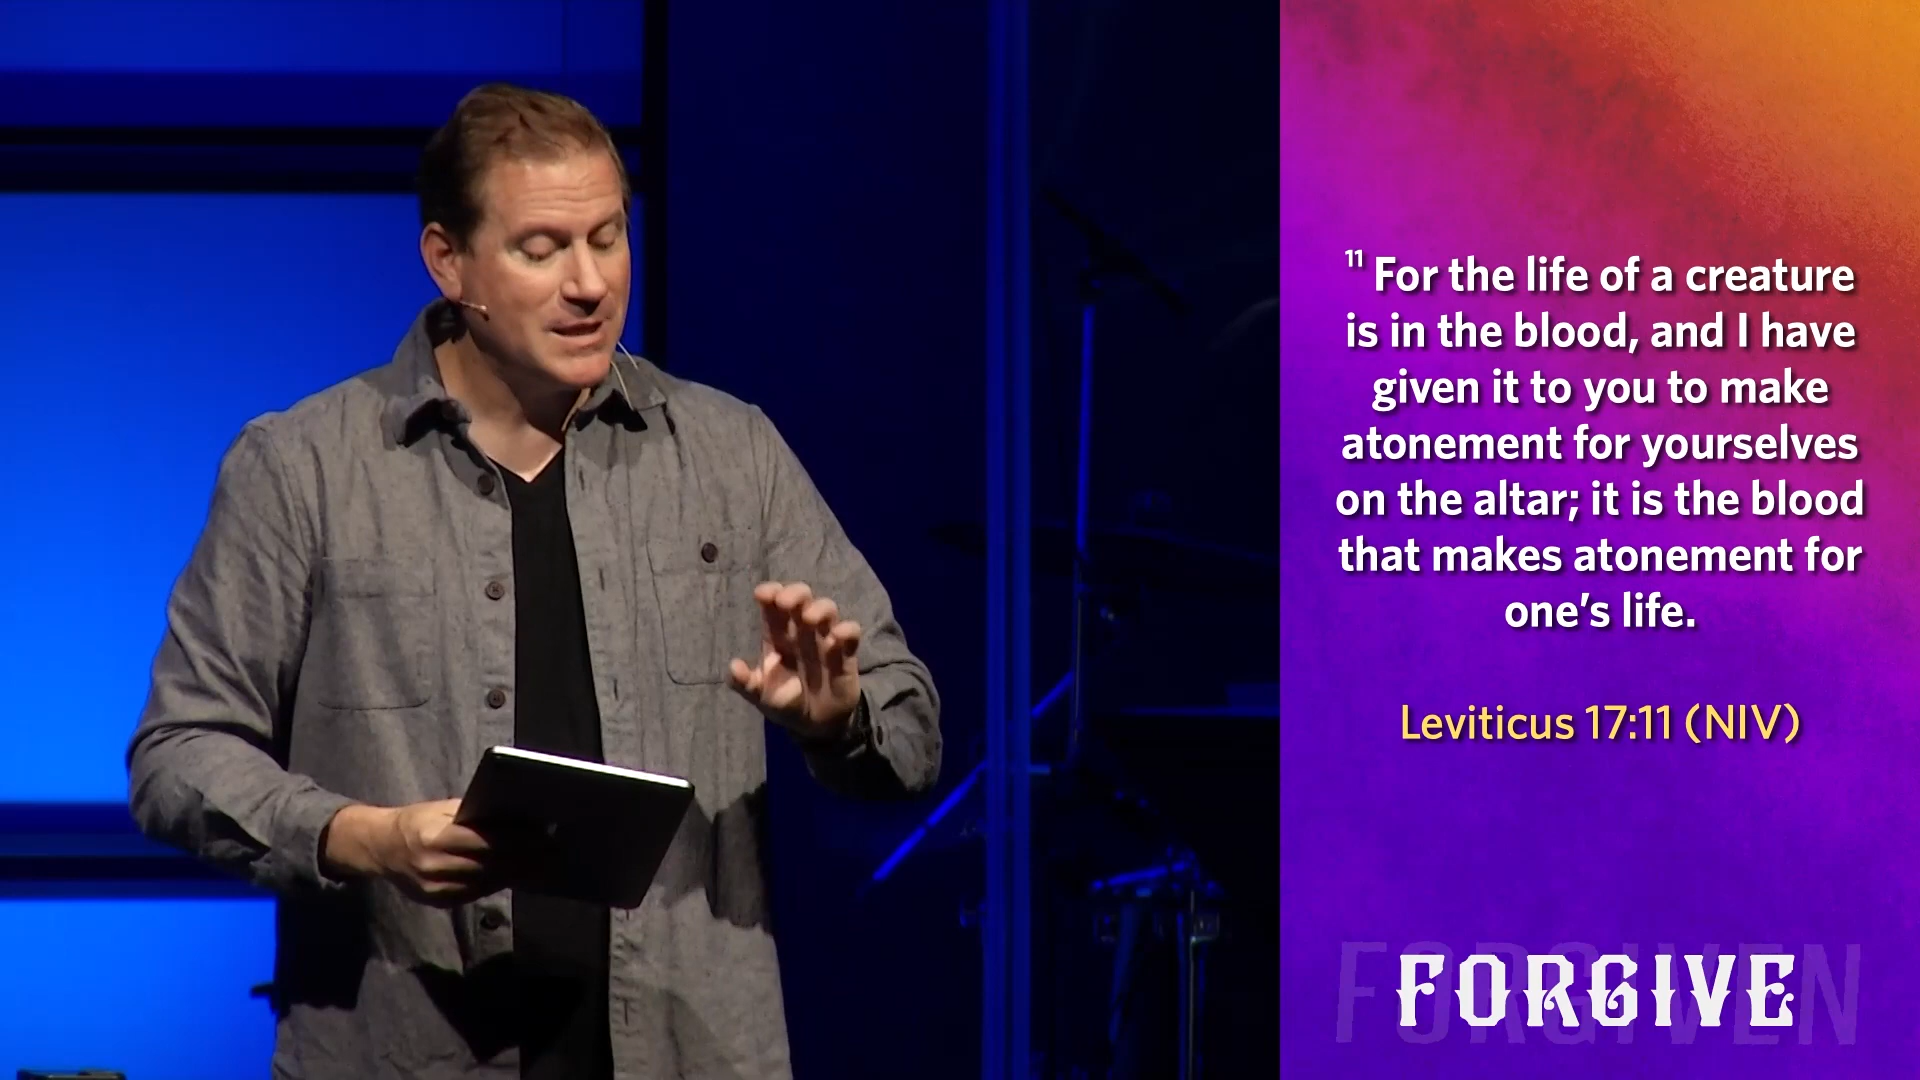 ¹¹ For the life of a creature
is in the blood, and I have
given it to you to make
atonement for yourselves
on the altar; it is the blood
that makes atonement for
one’s life.
Leviticus 17:11 (NIV)
FORGIVEN
FORGIVE